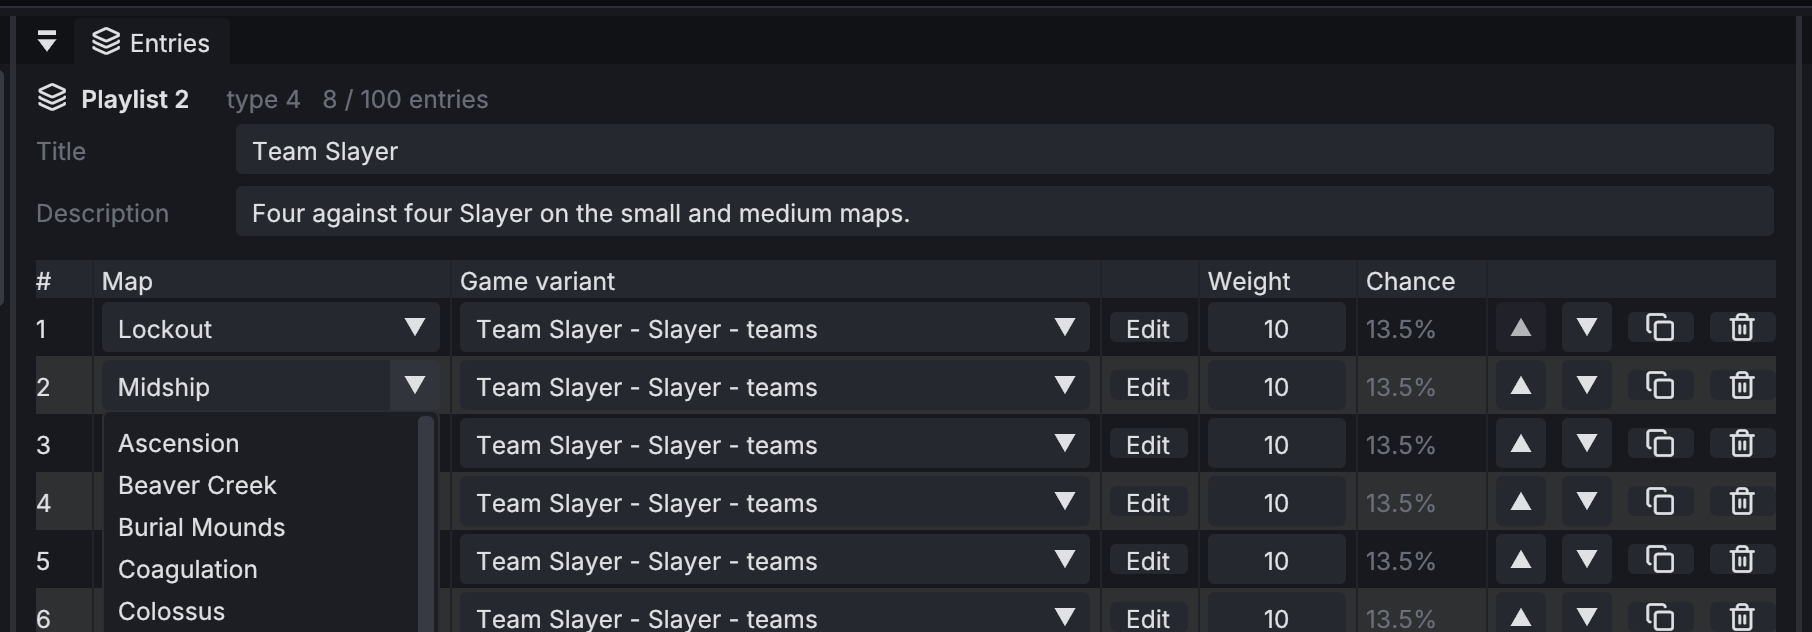 Entries
Playlist 2 type 4 8 / 100 entries
Title Team Slayer
Description Four against four Slayer on the small and medium maps.
# Map Game variant Weight Chance
1 Lockout Team Slayer - Slayer - teams Edit 10 13.5%
2 Midship Team Slayer - Slayer - teams Edit 10 13.5%
Ascension
3 Team Slayer - Slayer - teams Edit 10 13.5%
Beaver Creek
4 Team Slayer - Slayer - teams Edit 10 13.5%
Burial Mounds
5 Team Slayer - Slayer - teams Edit 10 13.5%
Coagulation
Colossus
6 Team Slayer - Slayer - teams Edit 10 13.5%